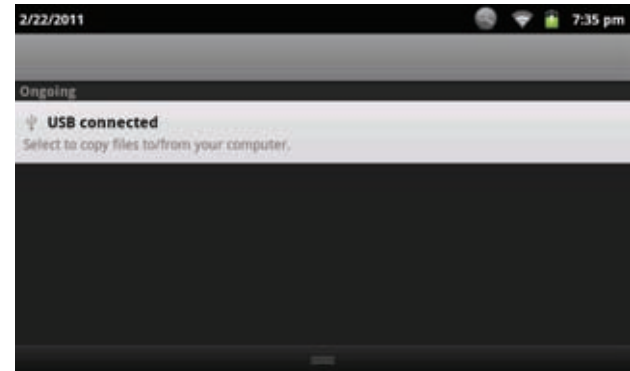 2/22/2011 7:35 pm
Ongoing
USB connected
Select to copy files to/from your computer.